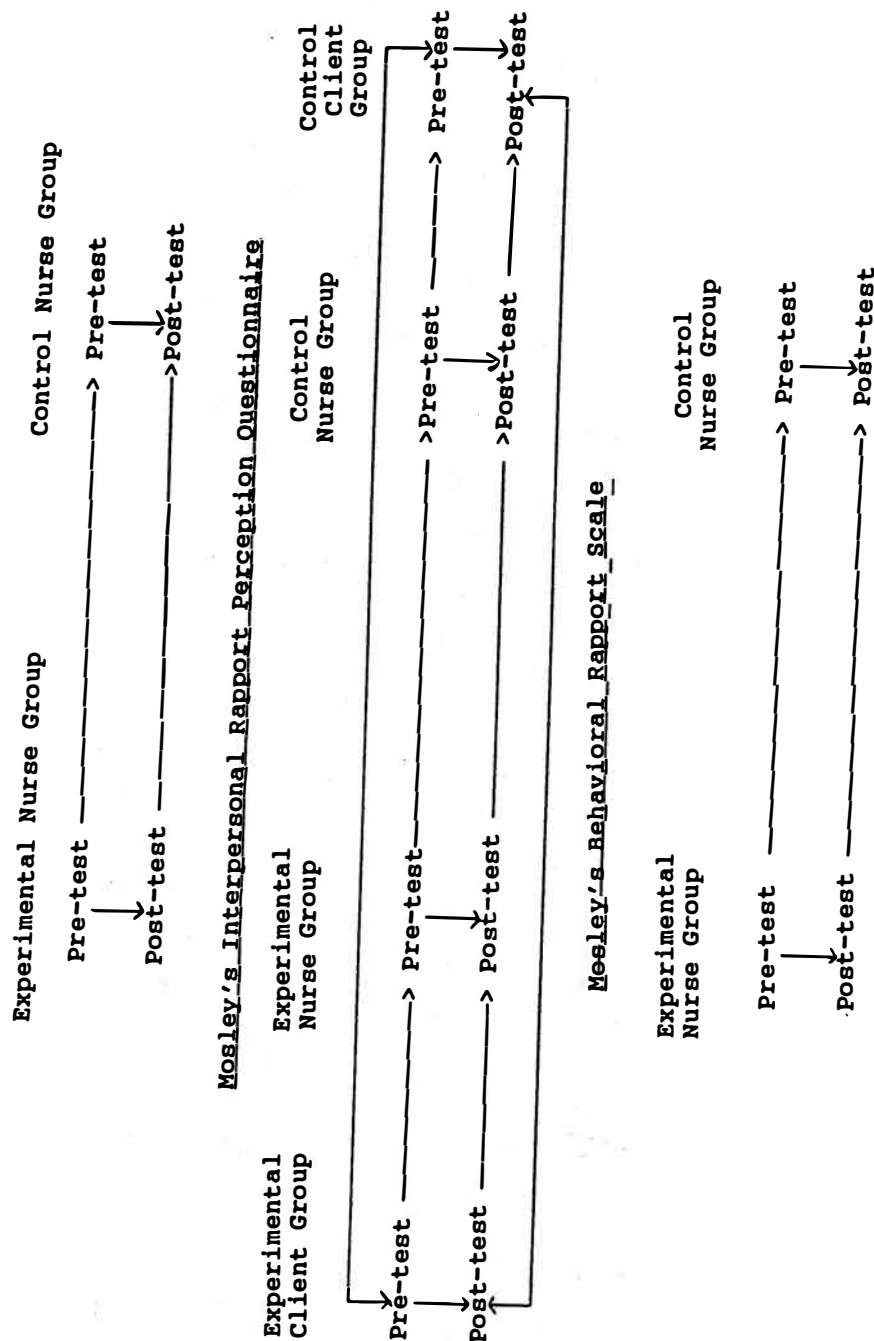 Experimental Nurse Group Control Nurse Group
Pre-test Pre-test
Post-test Post-test
Mosley's Interpersonal Rapport Perception Questionnaire
Experimental Experimental Control Control
Client Group Nurse Group Nurse Group Client
Group
Pre-test Pre-test Pre-test Pre-test
Post-test Post-test Post-test Post-test
Mosley's Behavioral Rapport Scale
Experimental Control
Nurse Group Nurse Group
Pre-test Pre-test
Post-test Post-test